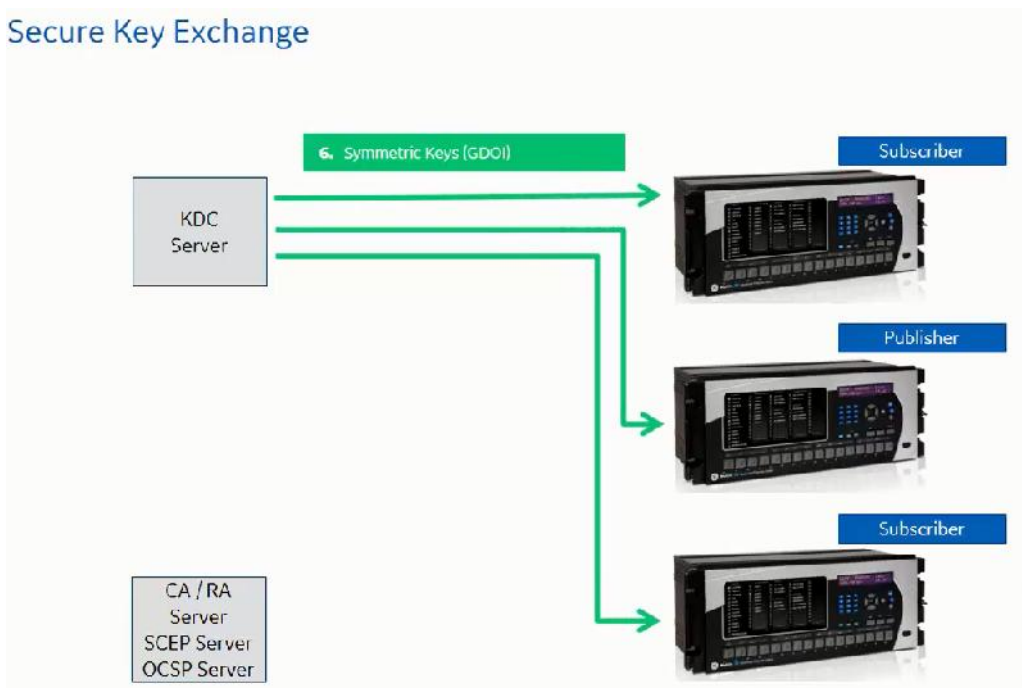 Secure Key Exchange
6. Symmetric Keys (GDOI)
Subscriber
KDC
Server
Publisher
Subscriber
CA / RA
Server
SCEP Server
OCSP Server